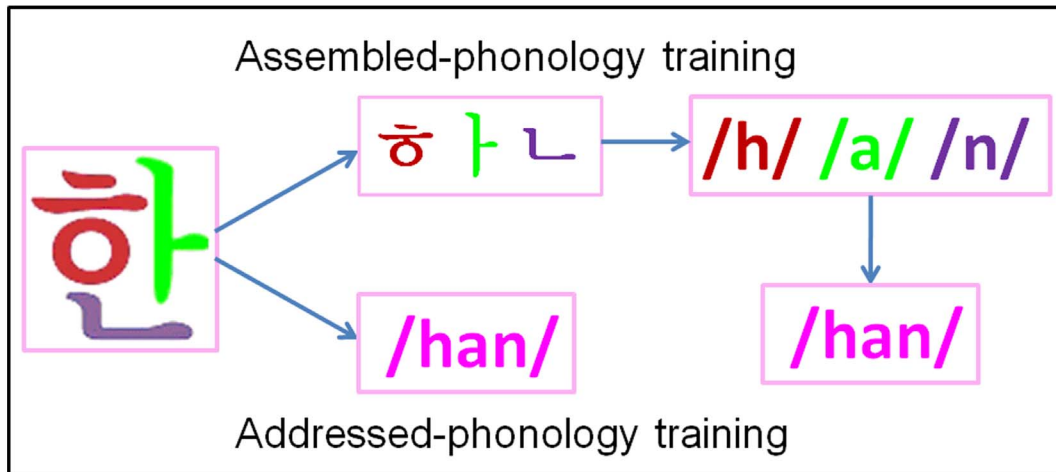 Assembled-phonology training
한
ㅎ ㅏ ㄴ
/h/ /a/ /n/
/han/
/han/
Addressed-phonology training